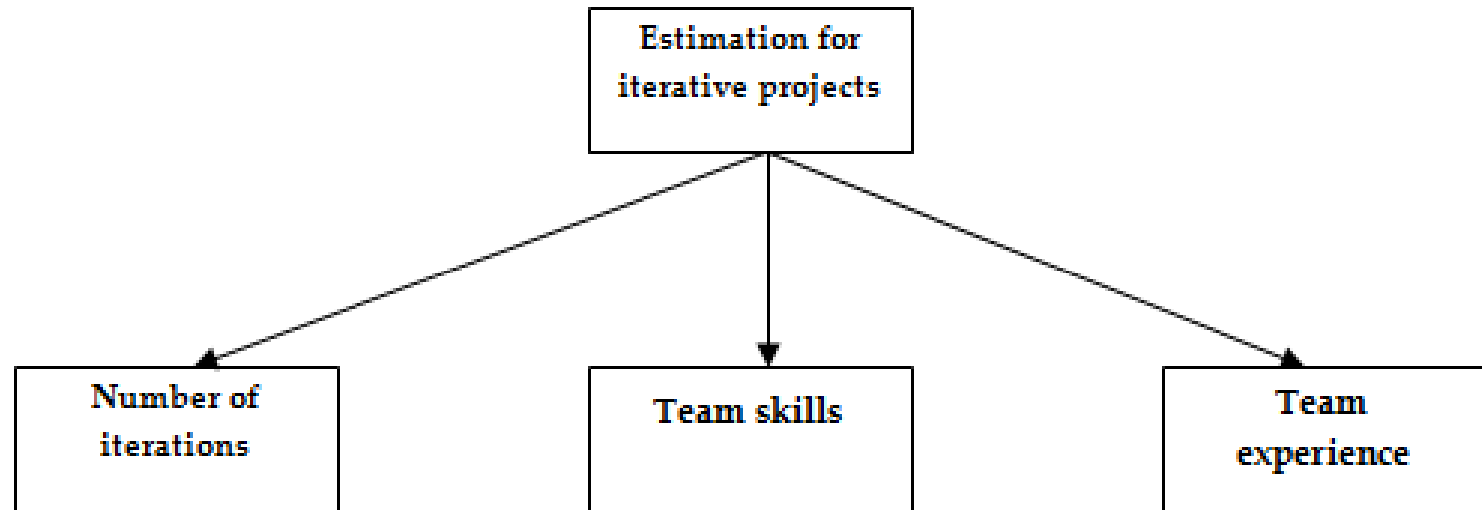 Estimation for
iterative projects
Number of
iterations
Team skills
Team
experience